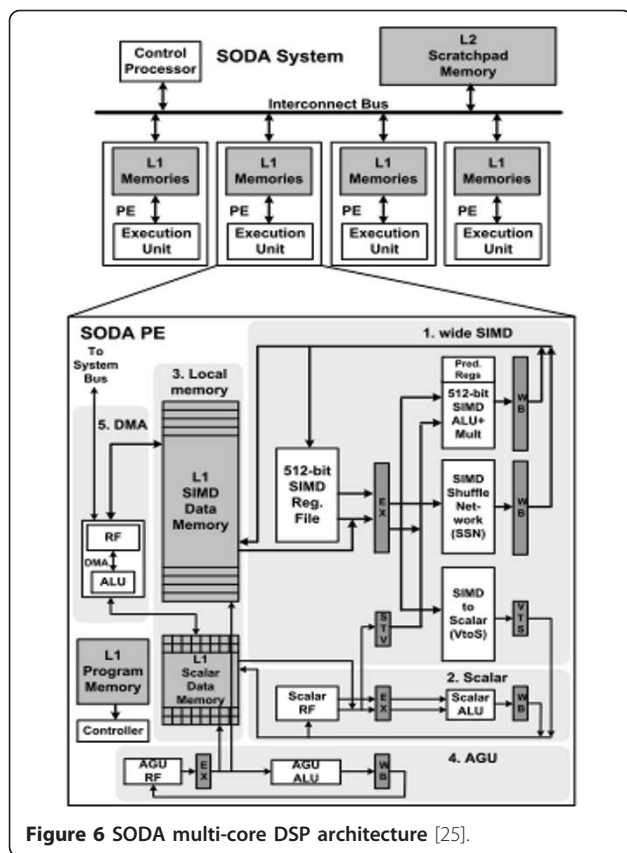 SODA System
Control
Processor
L2
Scratchpad
Memory
Interconnect Bus
L1
Memories
PE
Execution
Unit
L1
Memories
PE
Execution
Unit
L1
Memories
PE
Execution
Unit
L1
Memories
PE
Execution
Unit
SODA PE
To
System
Bus
1. wide SIMD
3. Local
memory
5. DMA
L1
SIMD
Data
Memory
RF
DMA
ALU
512-bit
SIMD
Reg.
File
EX
Pred.
Regs
512-bit
SIMD
ALU+
Mult
WB
SIMD
Shuffle
Net-
work
(SSN)
WB
SIMD
to
Scalar
(VtoS)
VTS
STV
L1
Program
Memory
Controller
L1
Scalar
Data
Memory
2. Scalar
Scalar
RF
EX
Scalar
ALU
WB
4. AGU
AGU
RF
EX
AGU
ALU
WB
Figure 6 SODA multi-core DSP architecture [25].